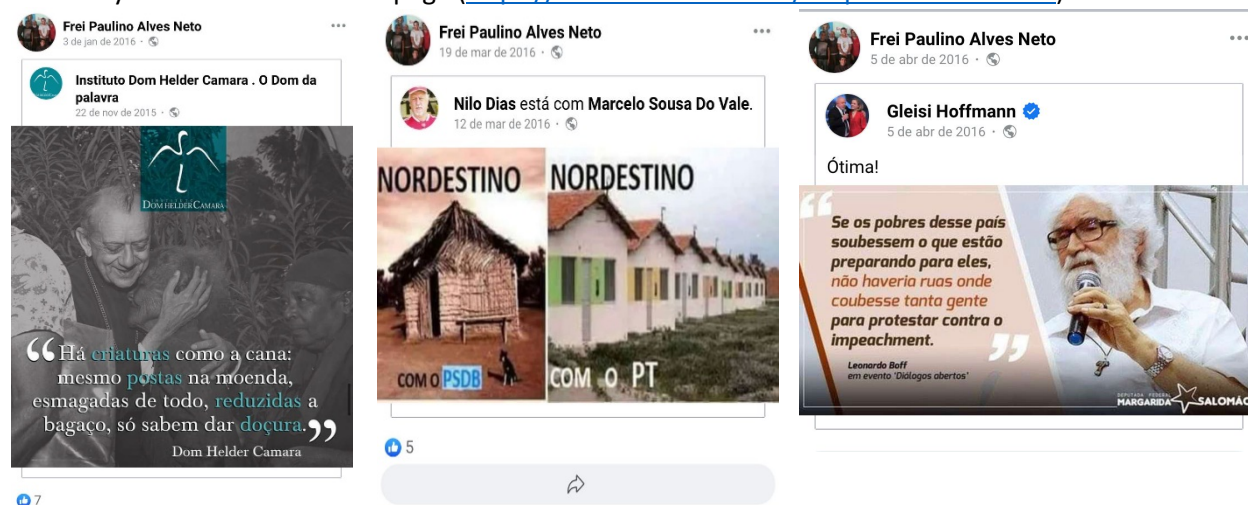 Frei Paulino Alves Neto
3 de jan de 2016
Instituto Dom Helder Camara . O Dom da
palavra
22 de nov de 2015
DOM HELDER CAMARA
“Há criaturas como a cana:
mesmo postas na moenda,
esmagadas de todo, reduzidas a
bagaço, só sabem dar doçura.”
Dom Helder Camara
7
Frei Paulino Alves Neto
19 de mar de 2016
Nilo Dias está com Marcelo Sousa Do Vale.
12 de mar de 2016
NORDESTINO
COM O PSDB
NORDESTINO
COM O PT
5
Frei Paulino Alves Neto
5 de abr de 2016
Gleisi Hoffmann
5 de abr de 2016
Ótima!
“
Se os pobres desse país
soubessem o que estão
preparando para eles,
não haveria ruas onde
coubesse tanta gente
para protestar contra o
impeachment.
”
Leonardo Boff
em evento 'Diálogos abertos'
DEPUTADA FEDERAL
MARGARIDA SALOMÃO